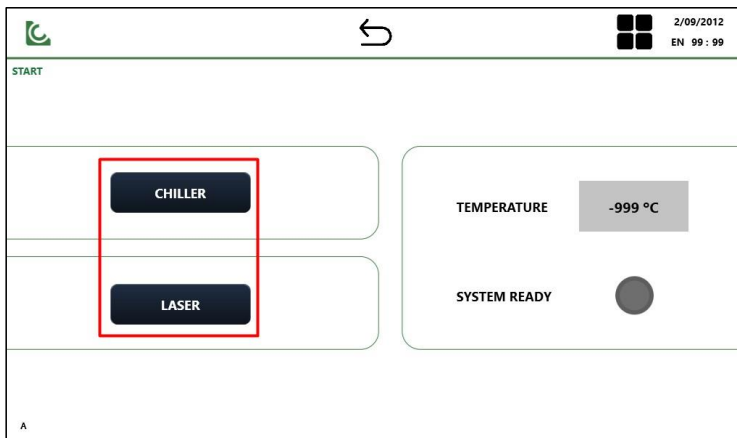 2/09/2012
EN 99 : 99
START
CHILLER
LASER
TEMPERATURE
-999 °C
SYSTEM READY
A